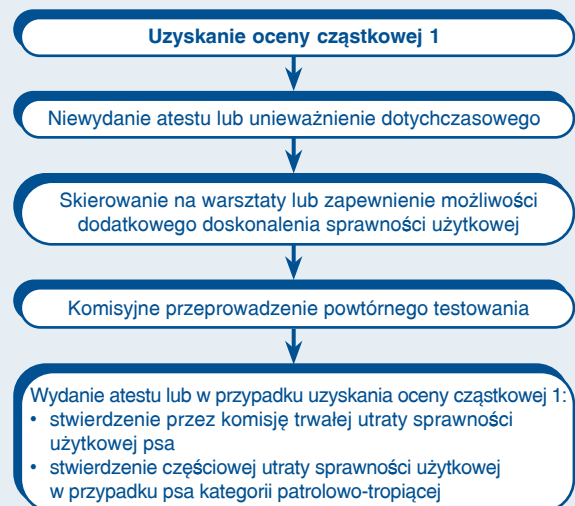 Uzyskanie oceny cząstkowej 1
Niewydanie atestu lub unieważnienie dotychczasowego
Skierowanie na warsztaty lub zapewnienie możliwości
dodatkowego doskonalenia sprawności użytkowej
Komisyjne przeprowadzenie powtórnego testowania
Wydanie atestu lub w przypadku uzyskania oceny cząstkowej 1:
• stwierdzenie przez komisję trwałej utraty sprawności
użytkowej psa
• stwierdzenie częściowej utraty sprawności użytkowej
w przypadku psa kategorii patrolowo-tropiącej